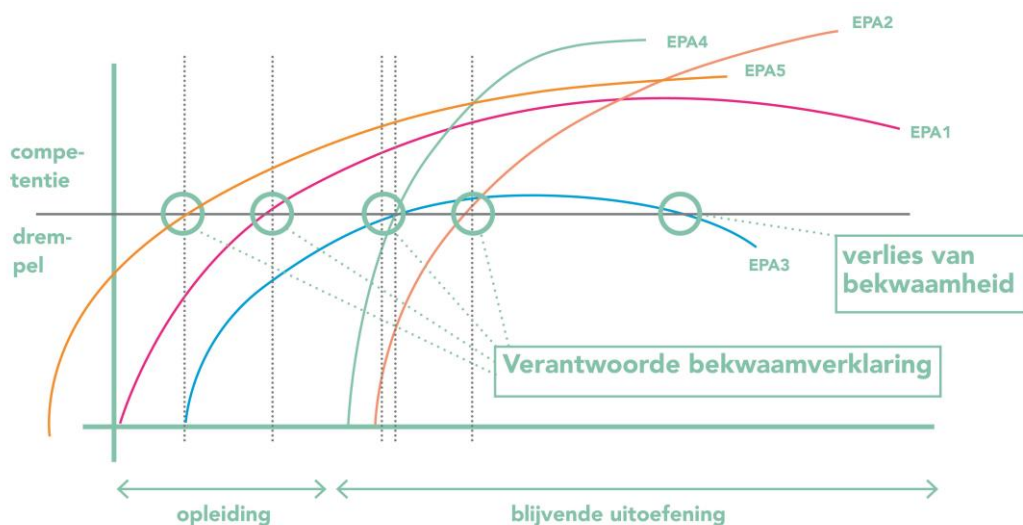 EPA2
EPA4
EPA5
EPA1
compe-
tentie
drem-
pel
EPA3
verlies van
bekwaamheid
Verantwoorde bekwaamverklaring
opleiding
blijvende uitoefening